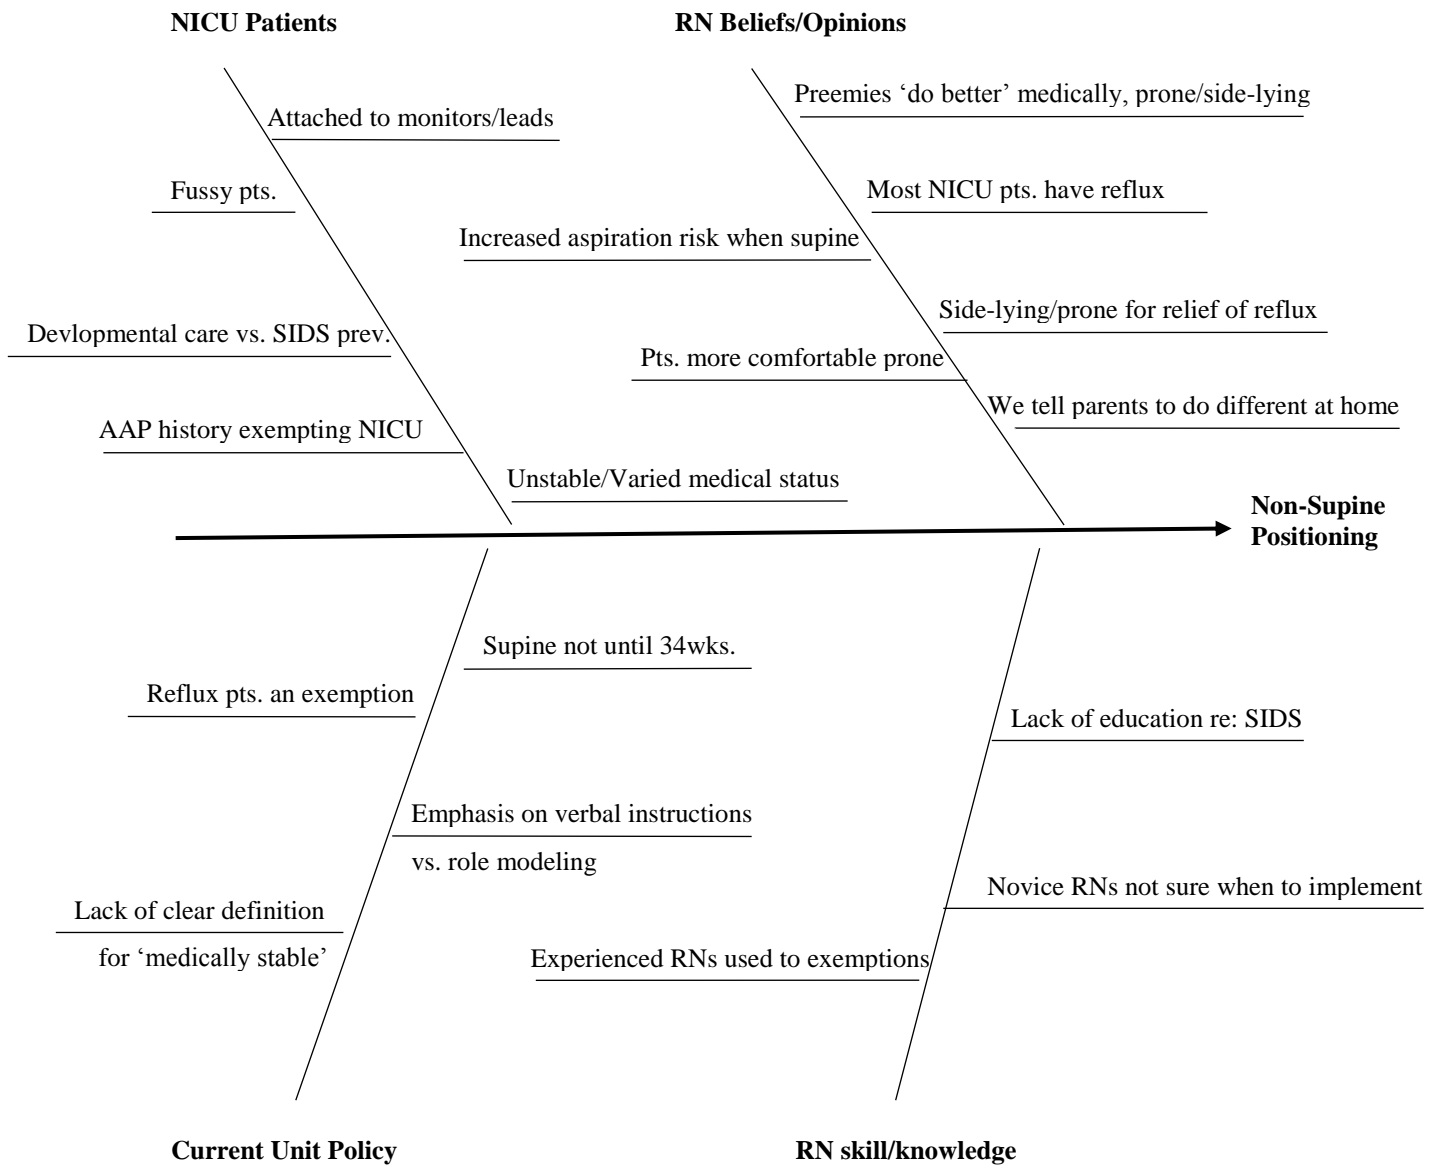 NICU Patients
RN Beliefs/Opinions
Preemies ‘do better’ medically, prone/side-lying
Attached to monitors/leads
Fussy pts.
Most NICU pts. have reflux
Increased aspiration risk when supine
Side-lying/prone for relief of reflux
Devlopmental care vs. SIDS prev.
Pts. more comfortable prone
We tell parents to do different at home
AAP history exempting NICU
Unstable/Varied medical status
Non-Supine
Positioning
Supine not until 34wks.
Reflux pts. an exemption
Lack of education re: SIDS
Emphasis on verbal instructions
vs. role modeling
Novice RNs not sure when to implement
Lack of clear definition
for ‘medically stable’
Experienced RNs used to exemptions
Current Unit Policy
RN skill/knowledge